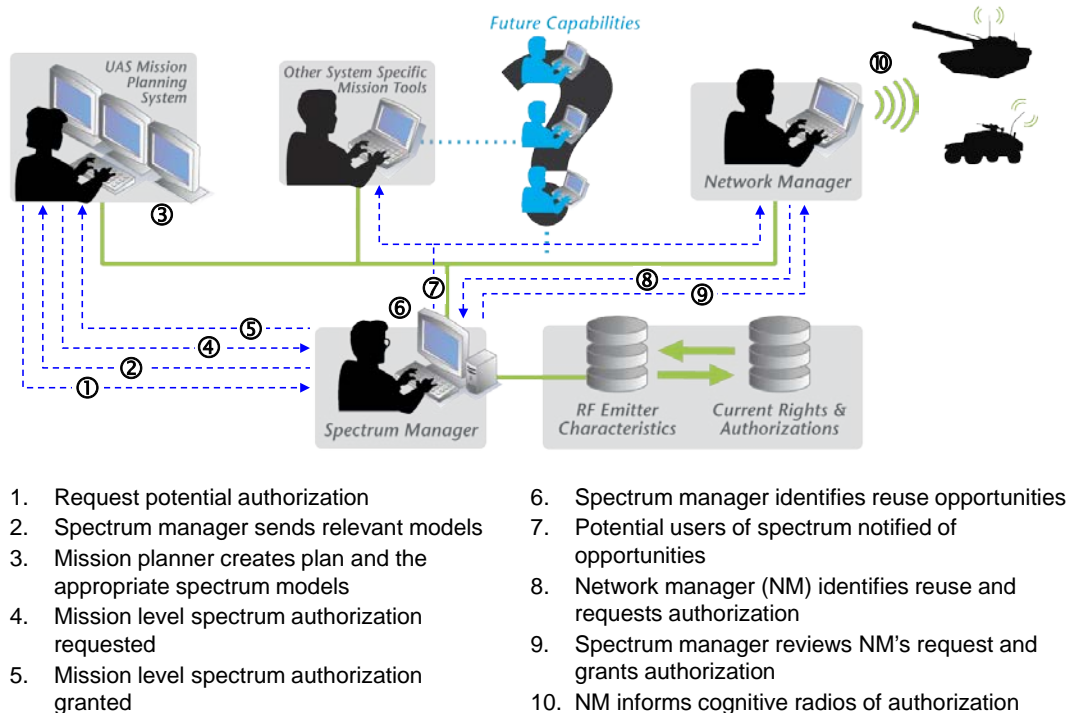 Future Capabilities
UAS Mission
Planning
System
Other System Specific
Mission Tools
?
⑩
Network Manager
③
⑧
⑦
⑨
⑥
⑤
④
②
①
Spectrum Manager
RF Emitter
Characteristics
Current Rights &
Authorizations
1. Request potential authorization
2. Spectrum manager sends relevant models
3. Mission planner creates plan and the
appropriate spectrum models
4. Mission level spectrum authorization
requested
5. Mission level spectrum authorization
granted
6. Spectrum manager identifies reuse opportunities
7. Potential users of spectrum notified of
opportunities
8. Network manager (NM) identifies reuse and
requests authorization
9. Spectrum manager reviews NM's request and
grants authorization
10. NM informs cognitive radios of authorization